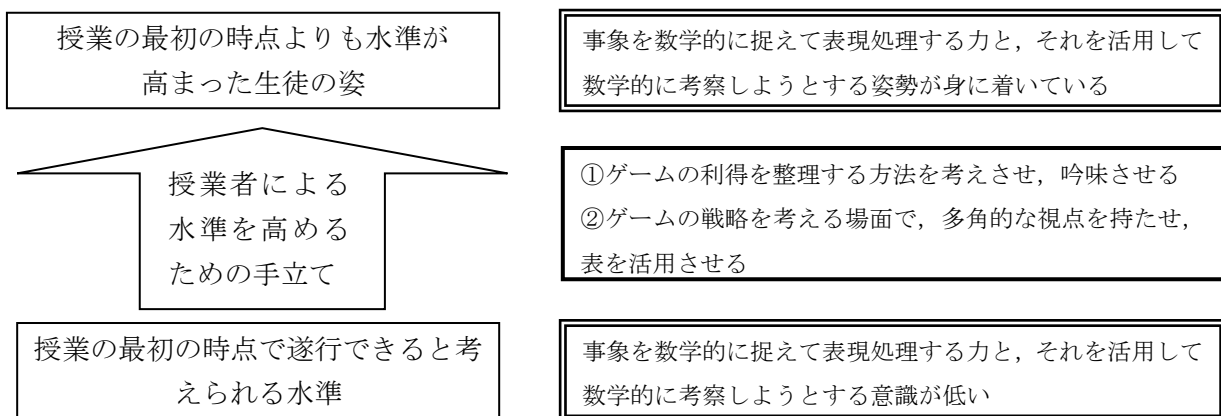 授業の最初の時点よりも水準が
高まった生徒の姿
事象を数学的に捉えて表現処理する力と，それを活用して
数学的に考察しようとする姿勢が身に着いている
授業者による
水準を高める
ための手立て
①ゲームの利得を整理する方法を考えさせ，吟味させる
②ゲームの戦略を考える場面で，多角的な視点を持たせ，
表を活用させる
授業の最初の時点で遂行できると考
えられる水準
事象を数学的に捉えて表現処理する力と，それを活用して
数学的に考察しようとする意識が低い